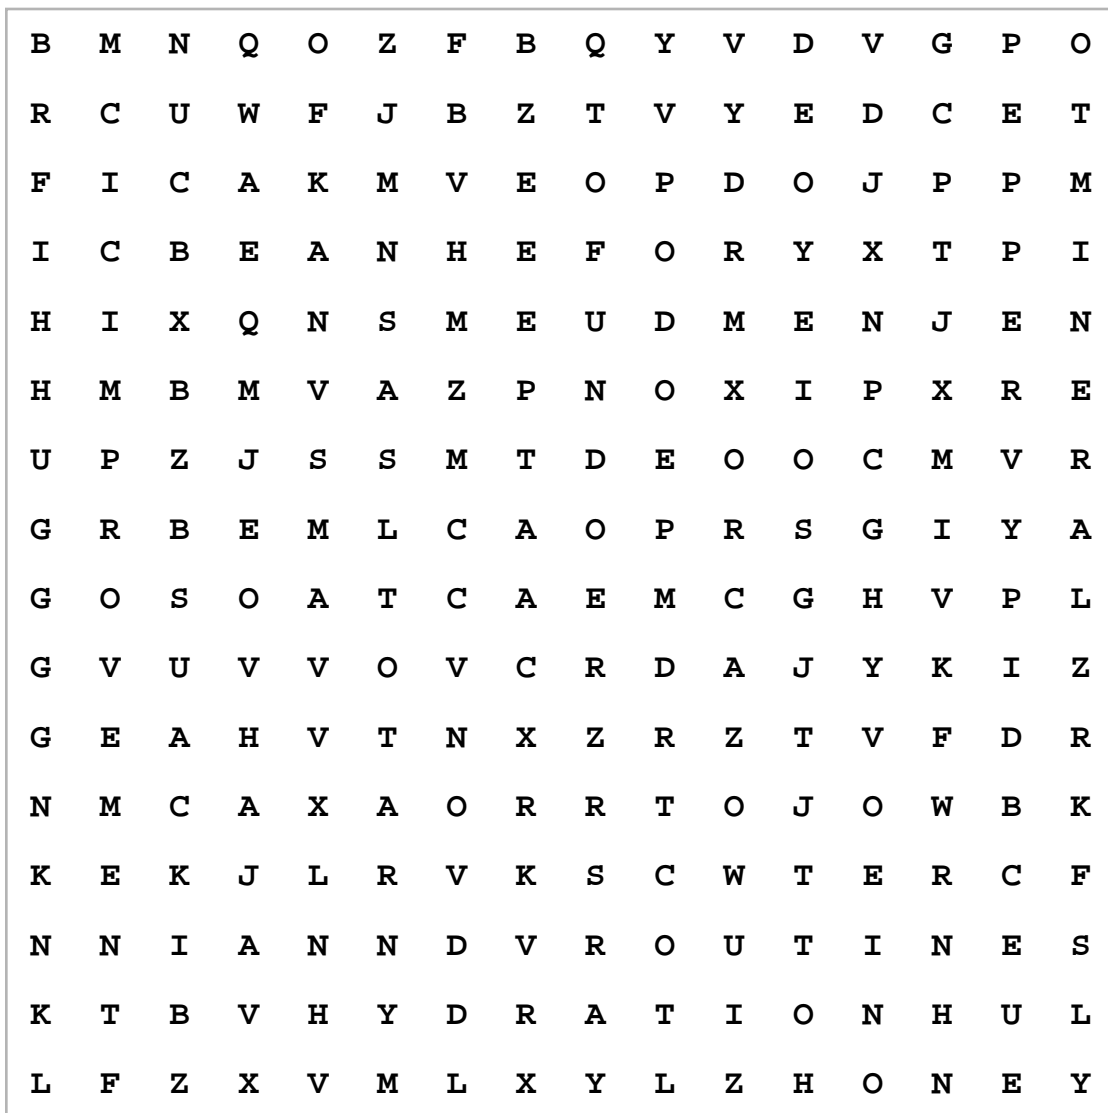 B M N Q O Z F B Q Y V D V G P O
R C U W F J B Z T V Y E D C E T
F I C A K M V E O P D O J P P M
I C B E A N H E F O R Y X T P I
H I X Q N S M E U D M E N J E N
H M B M V A Z P N O X I P X R E
U P Z J S S M T D E O O C M V R
G R B E M L C A O P R S G I Y A
G O S O A T C A E M C G H V P L
G V U V V O V C R D A J Y K I Z
G E A H V T N X Z R Z T V F D R
N M C A X A O R R T O J O W B K
K E K J L R V K S C W T E R C F
N N I A N N D V R O U T I N E S
K T B V H Y D R A T I O N H U L
L F Z X V M L X Y L Z H O N E Y